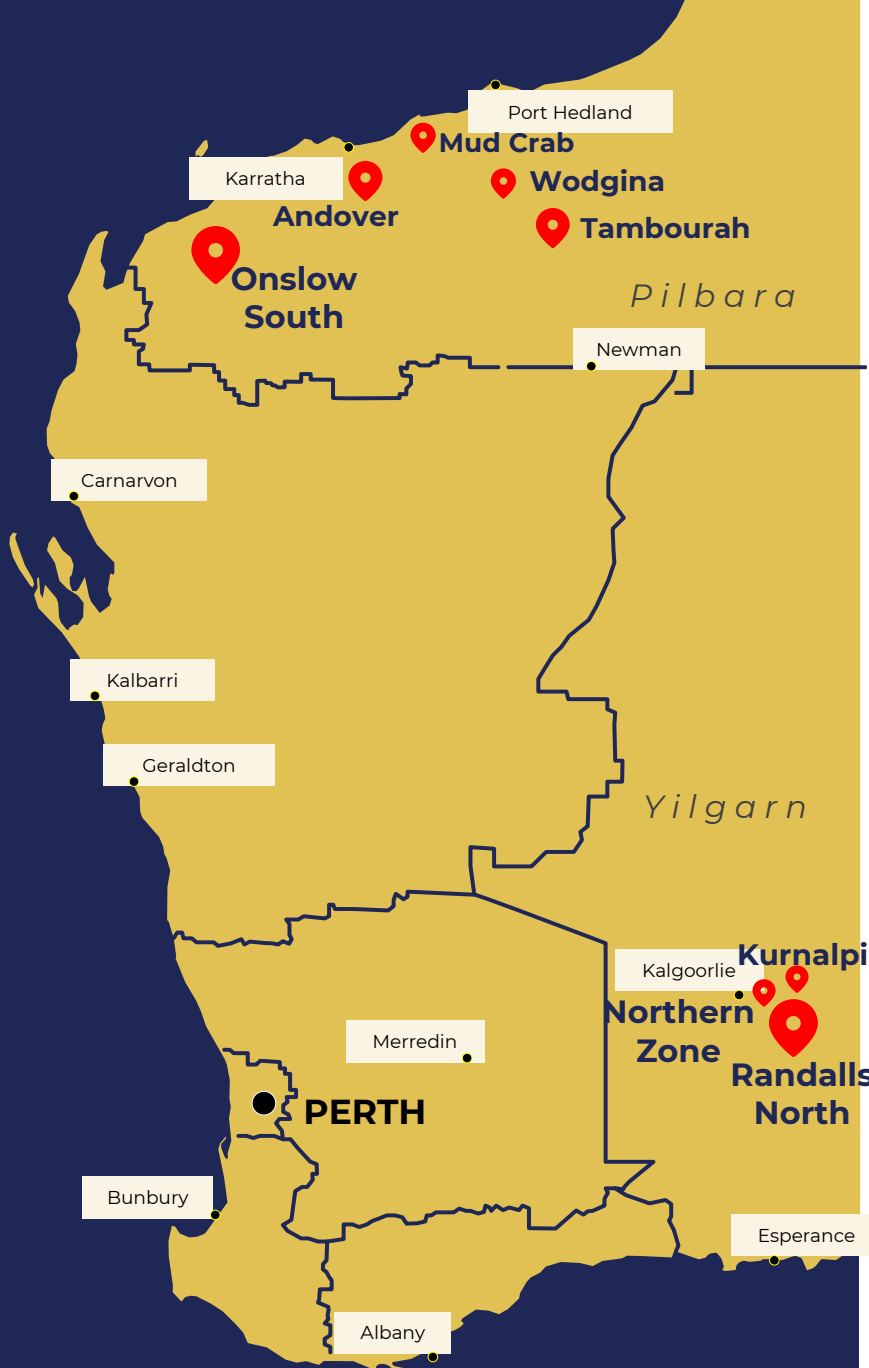 Port Hedland
Mud Crab
Karratha
Wodgina
Andover
Tambourah
Onslow
South
Pilbara
Newman
Carnarvon
Kalbarri
Geraldton
Yilgarn
Kurnalpi
Kalgoorlie
Northern
Zone
Merredin
Randalls
North
PERTH
Bunbury
Esperance
Albany